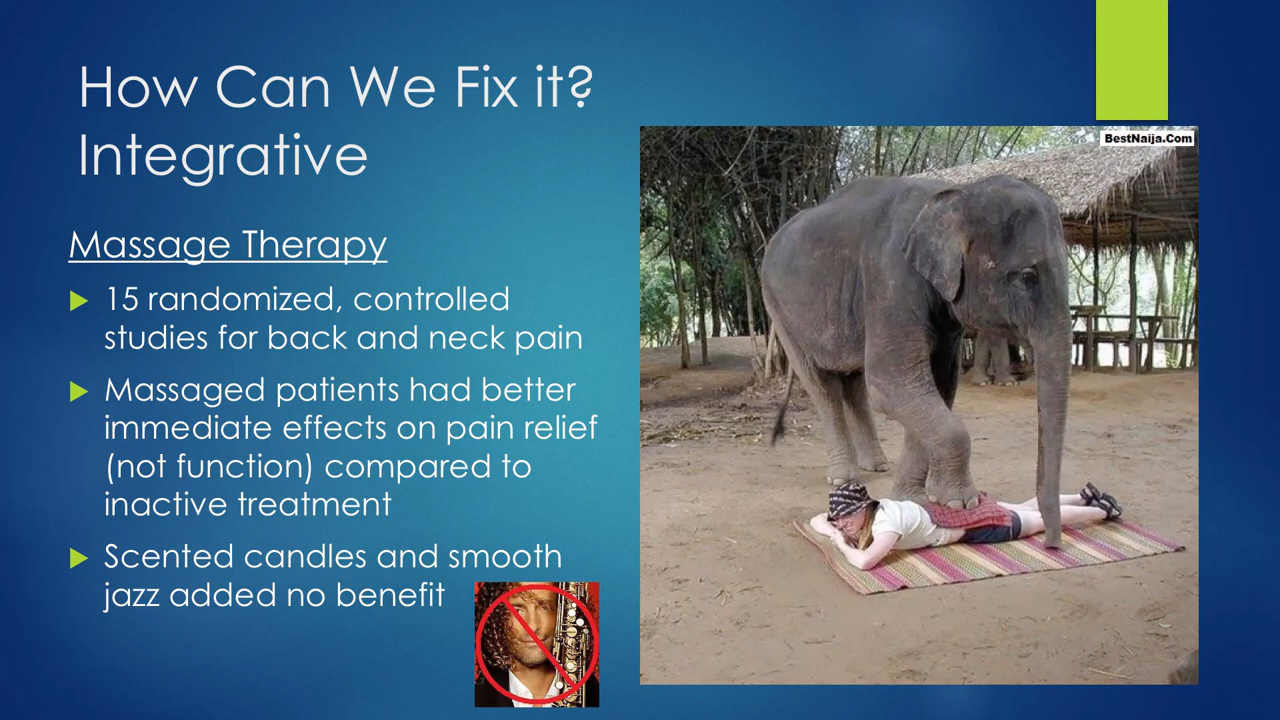 How Can We Fix it?
Integrative
BestNaija.Com
Massage Therapy
15 randomized, controlled
studies for back and neck pain
Massaged patients had better
immediate effects on pain relief
(not function) compared to
inactive treatment
Scented candles and smooth
jazz added no benefit